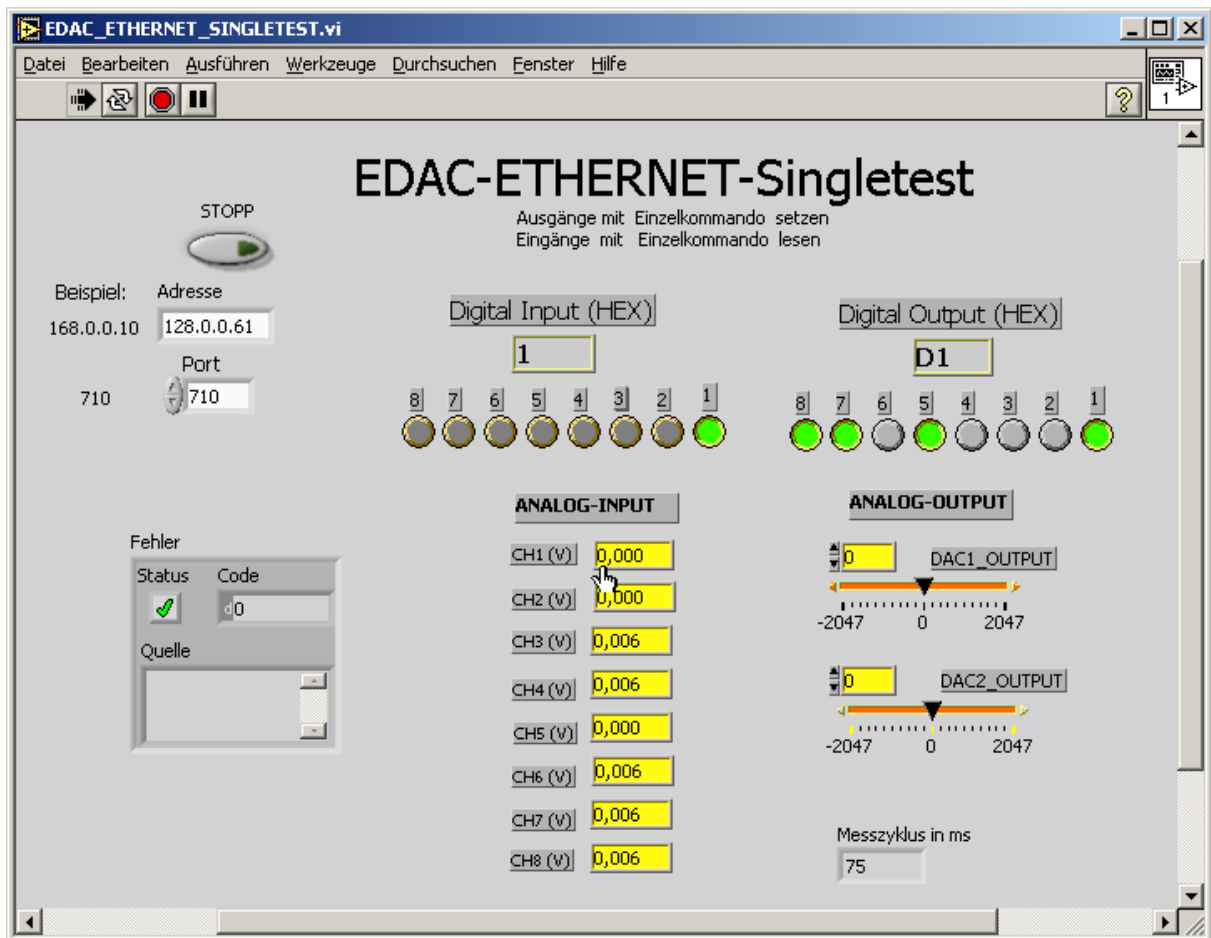 EDAC_ETHERNET_SINGLETEST.vi
Datei Bearbeiten Ausführen Werkzeuge Durchsuchen Fenster Hilfe
?
1
EDAC-ETHERNET-Singletest
STOPP
Ausgänge mit Einzelkommando setzen
Eingänge mit Einzelkommando lesen
Beispiel: Adresse
168.0.0.10 128.0.0.61
Port
710 710
Digital Input (HEX)
1
8 7 6 5 4 3 2 1
Digital Output (HEX)
D1
8 7 6 5 4 3 2 1
Fehler
Status Code
d0
Quelle
ANALOG-INPUT
CH1 (V) 0,000
CH2 (V) 0,000
CH3 (V) 0,006
CH4 (V) 0,006
CH5 (V) 0,000
CH6 (V) 0,006
CH7 (V) 0,006
CH8 (V) 0,006
ANALOG-OUTPUT
0 DAC1_OUTPUT
-2047 0 2047
0 DAC2_OUTPUT
-2047 0 2047
Messzyklus in ms
75